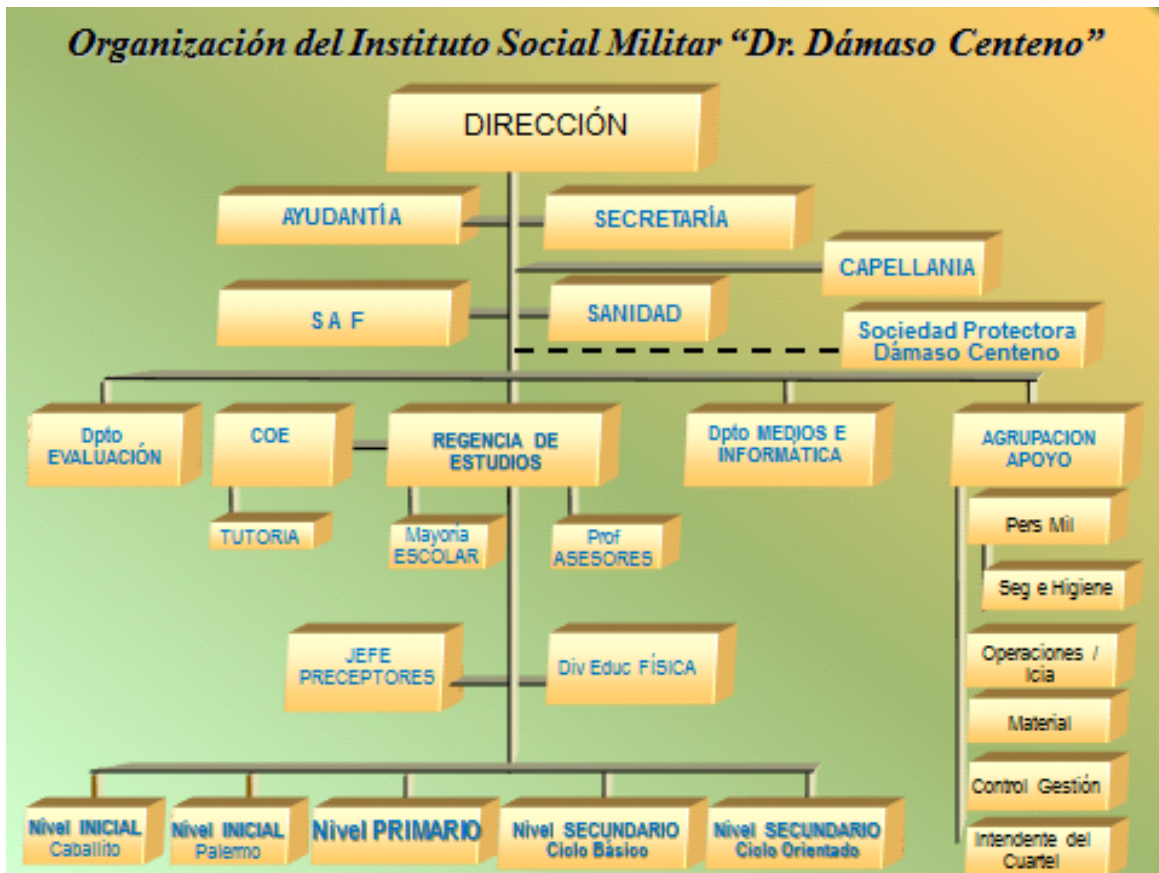 Organización del Instituto Social Militar “Dr. Dámaso Centeno”
DIRECCIÓN
AYUDANTÍA
SECRETARÍA
CAPELLANIA
S A F
SANIDAD
Sociedad Protectora
Dámaso Centeno
Dpto
EVALUACIÓN
COE
REGENCIA DE
ESTUDIOS
Dpto MEDIOS E
INFORMÁTICA
AGRUPACION
APOYO
TUTORIA
Mayoría
ESCOLAR
Prof
ASESORES
Pers Mil
Seg e Higiene
Operaciones /
Icia
Material
Control Gestión
Intendente del
Cuartel
JEFE
PRECEPTORES
Div Educ FÍSICA
Nivel INICIAL
Caballito
Nivel INICIAL
Palermo
Nivel PRIMARIO
Nivel SECUNDARIO
Ciclo Básico
Nivel SECUNDARIO
Ciclo Orientado